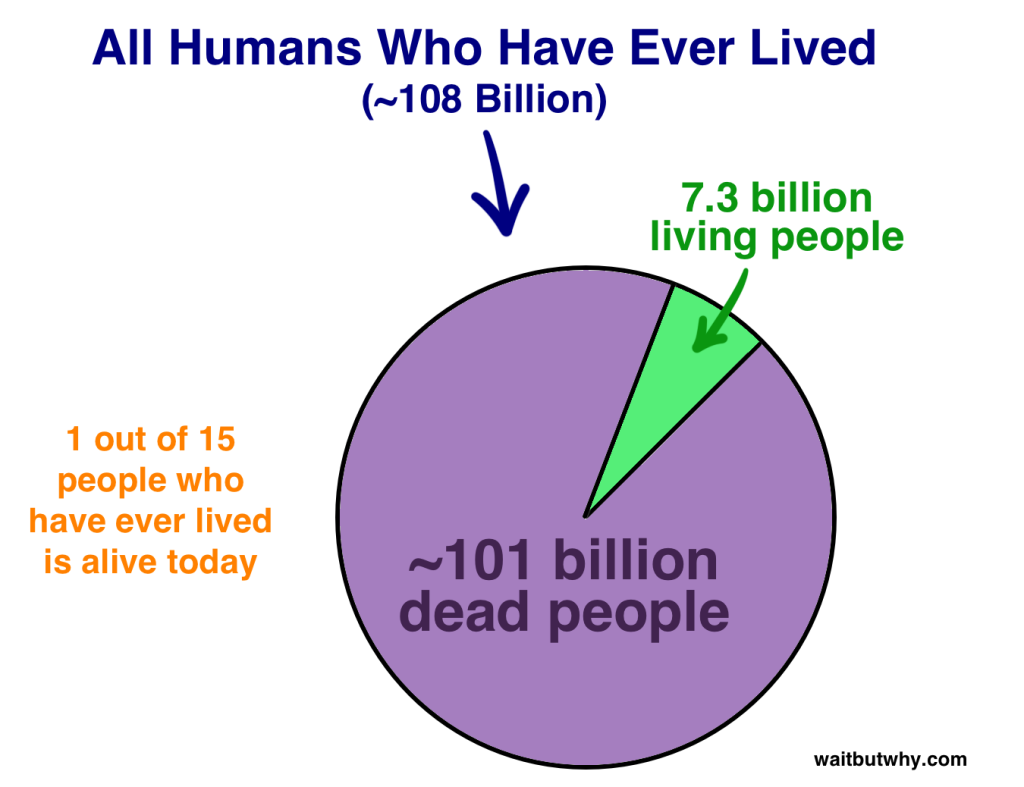 All Humans Who Have Ever Lived
(~108 Billion)
7.3 billion
living people
1 out of 15
people who
have ever lived
is alive today
~101 billion
dead people
waitbutwhy.com